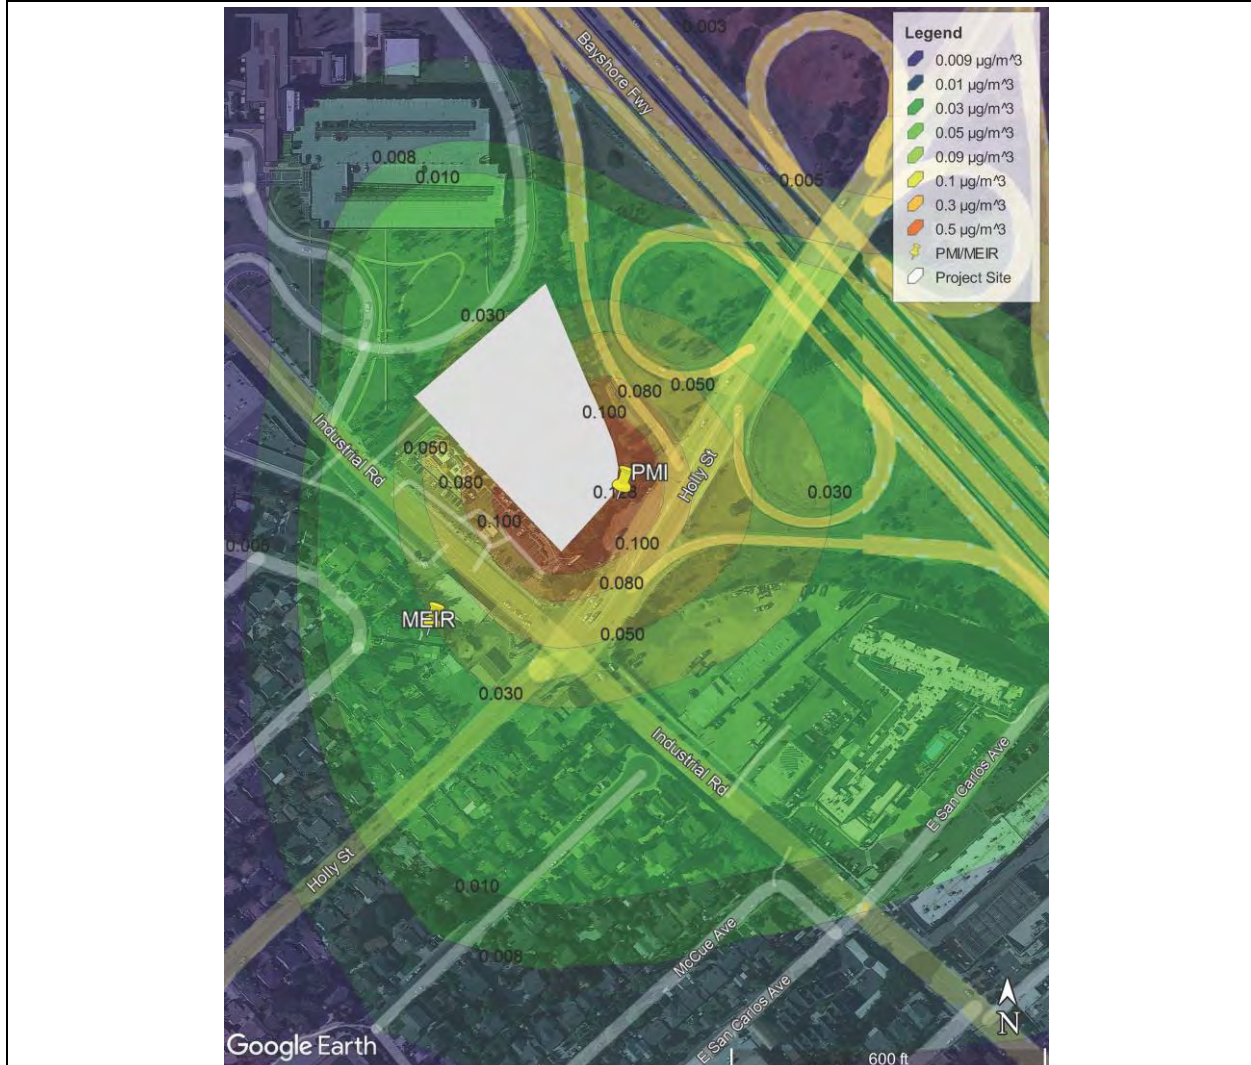 0.003
Bayshore Fwy
Legend
0.009 µg/m^3
0.01 µg/m^3
0.03 µg/m^3
0.05 µg/m^3
0.09 µg/m^3
0.1 µg/m^3
0.3 µg/m^3
0.5 µg/m^3
PMI/MEIR
Project Site
0.008
0.010
0.005
0.030
0.080
0.050
0.100
Industrial Rd
0.050
0.080
PMI
Holly St
0.030
0.100
0.100
0.005
0.080
MEIR
0.050
0.030
Industrial Rd
E San Carlos Ave
Holly St
0.010
McCue Ave
0.008
E San Carlos Ave
N
Google Earth
600 ft